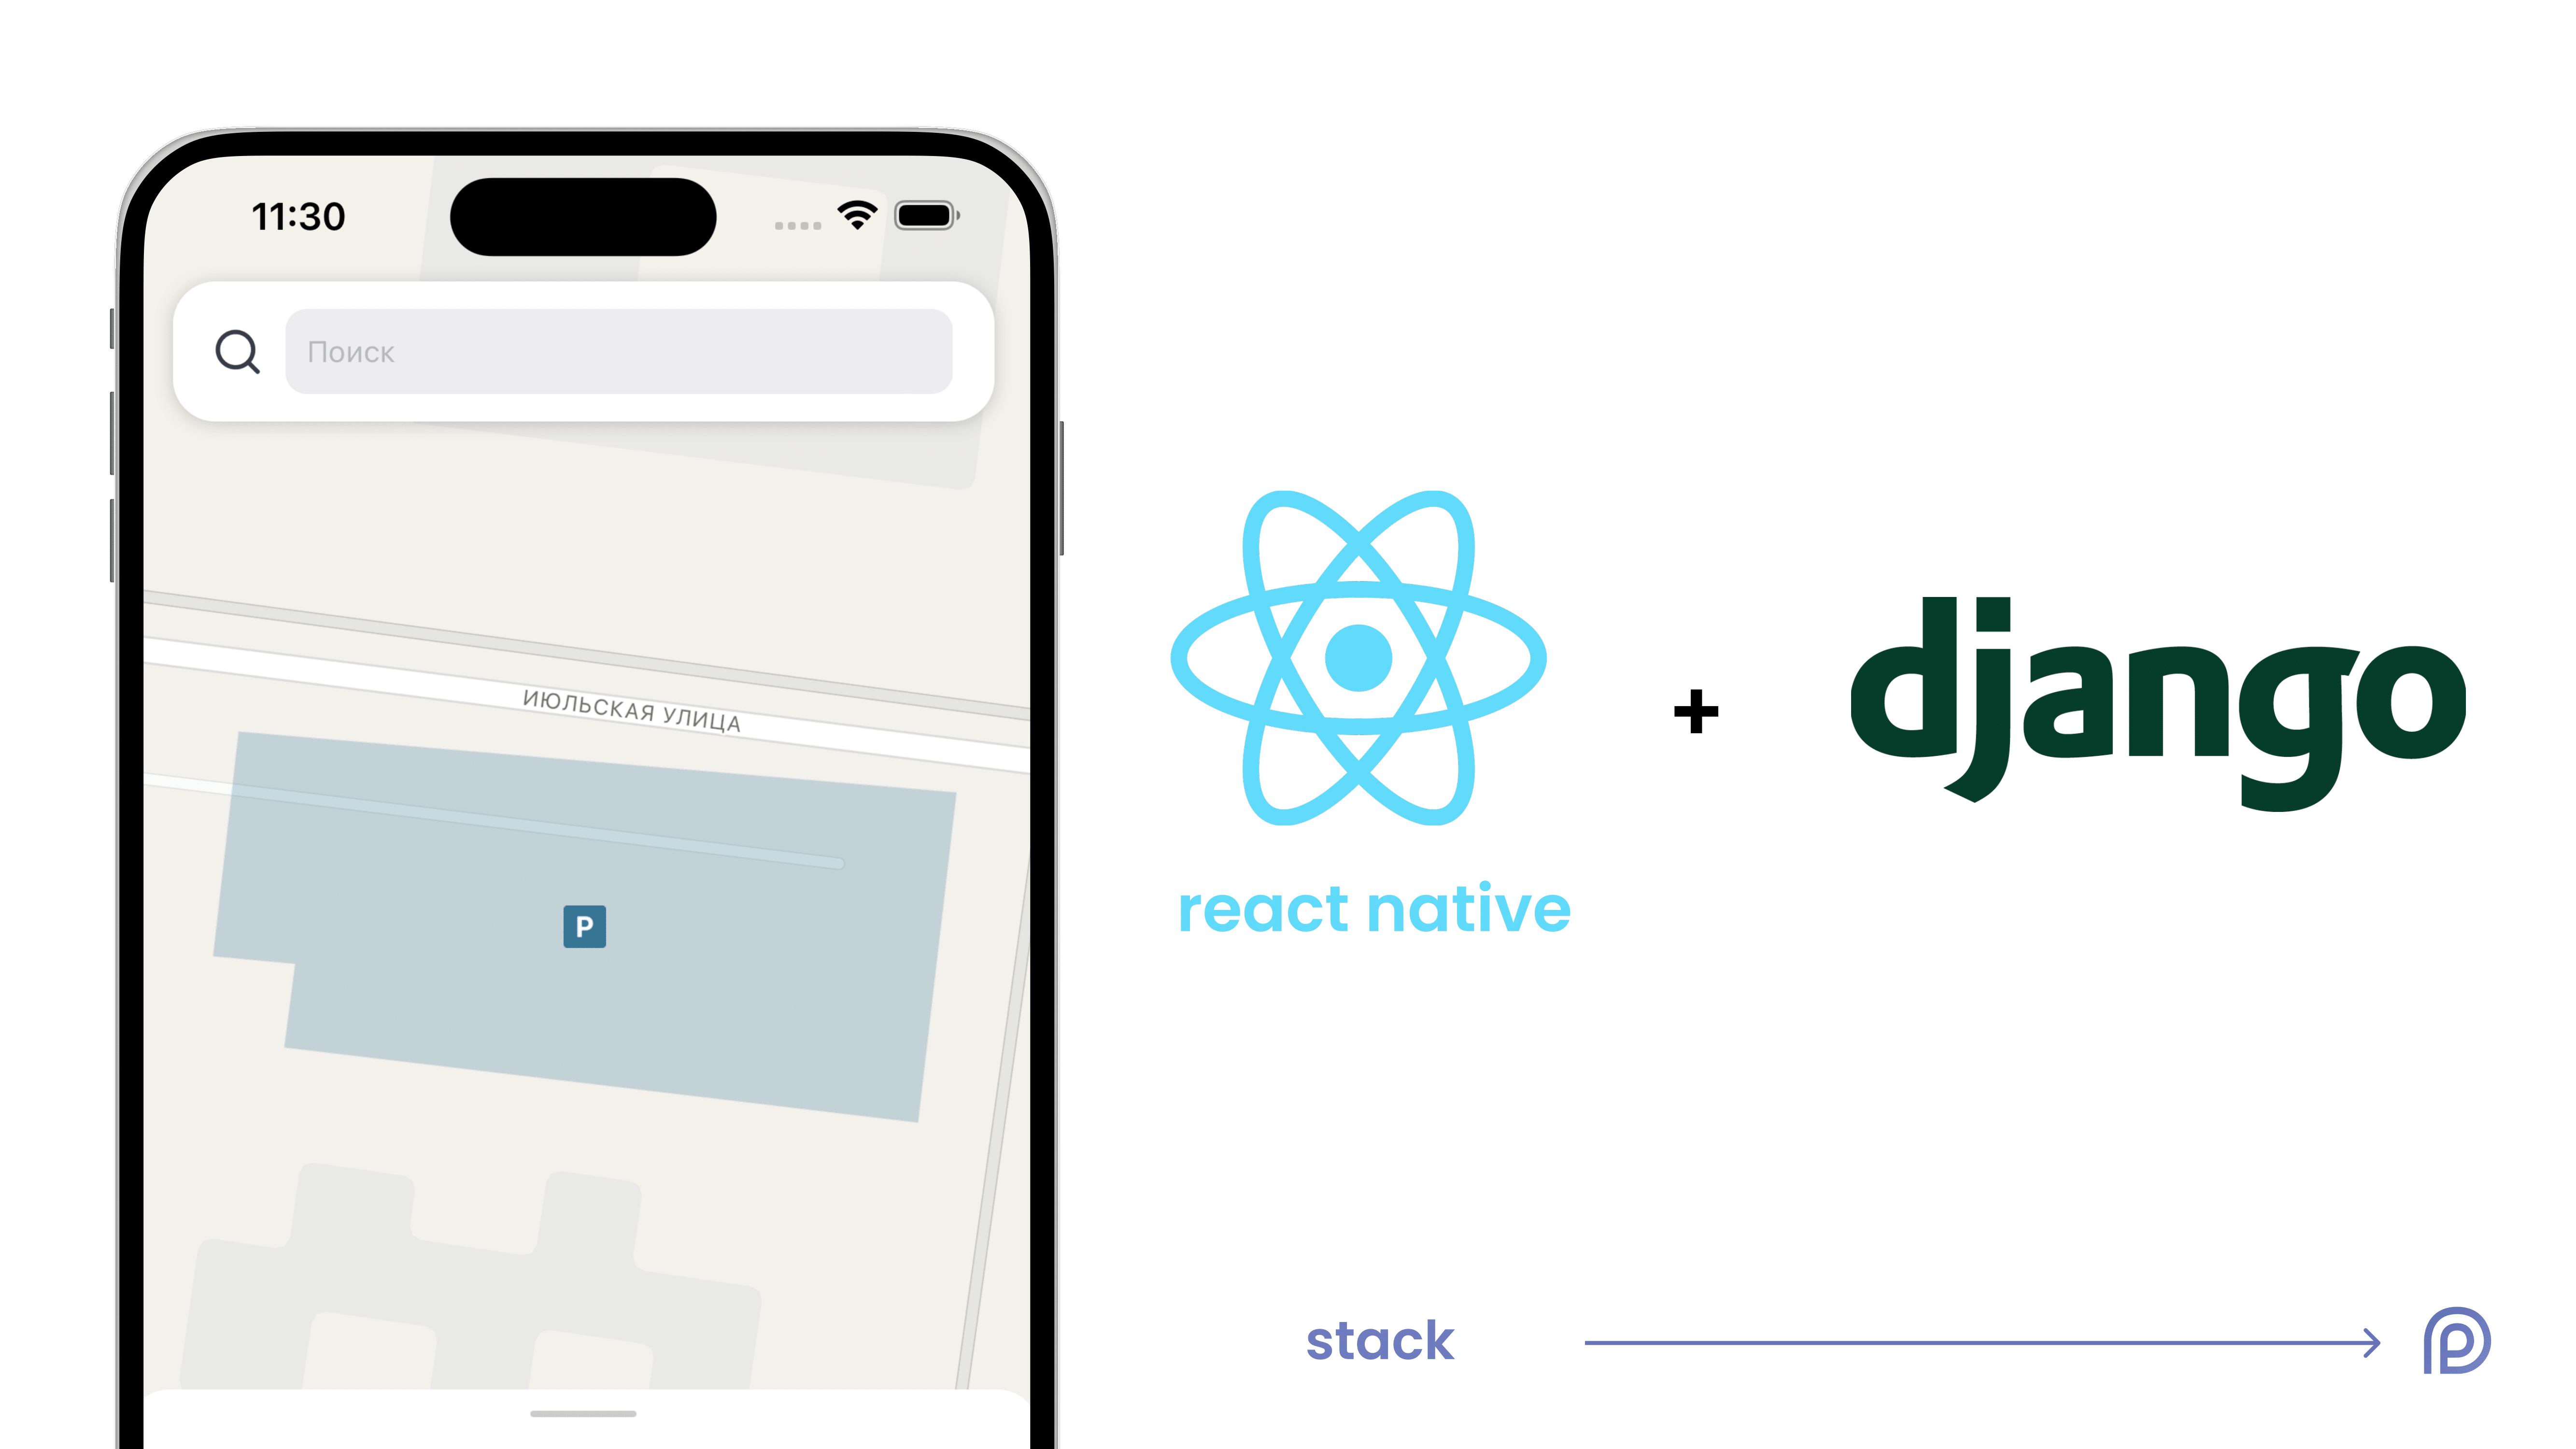 11:30
Поиск
ИЮЛЬСКАЯ УЛИЦА
P
react native
+
django
stack